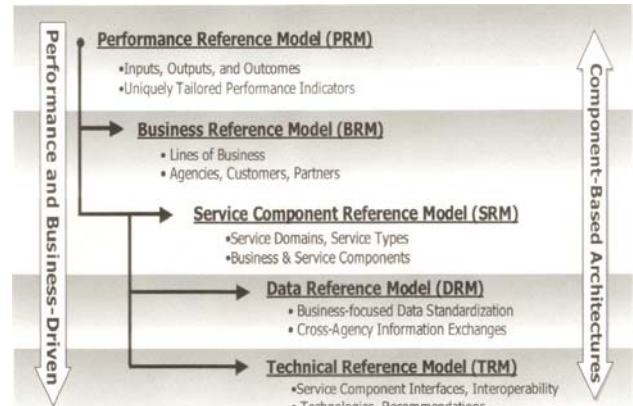 Performance and Business-Driven
Performance Reference Model (PRM)
•Inputs, Outputs, and Outcomes
•Uniquely Tailored Performance Indicators
Business Reference Model (BRM)
• Lines of Business
• Agencies, Customers, Partners
Service Component Reference Model (SRM)
•Service Domains, Service Types
•Business & Service Components
Data Reference Model (DRM)
• Business-focused Data Standardization
• Cross-Agency Information Exchanges
Technical Reference Model (TRM)
•Service Component Interfaces, Interoperability
• Technologies, Recommendations
Component-Based Architectures